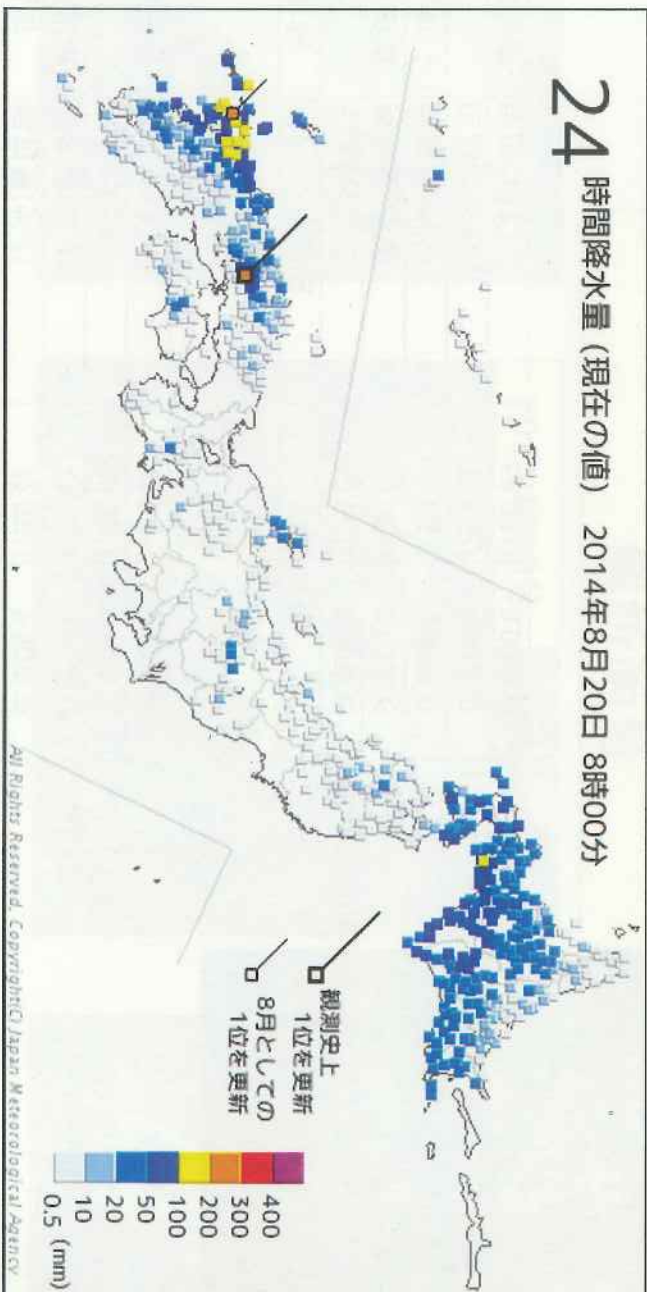 24 時間降水量 (現在の値) 2014年8月20日 8時00分
観測史上
1位を更新
8月としての
1位を更新
400
300
200
100
50
20
10
0.5 (mm)
All Rights Reserved. Copyright(C) Japan Meteorological Agency